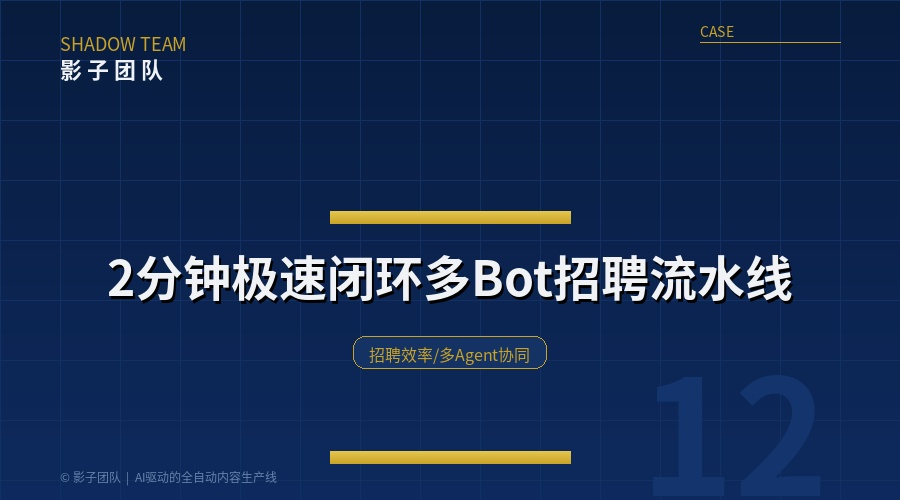 SHADOW TEAM
影子团队
CASE
2分钟极速闭环多Bot招聘流水线
招聘效率/多Agent协同
12
© 影子团队 | AI驱动的全自动内容生产线